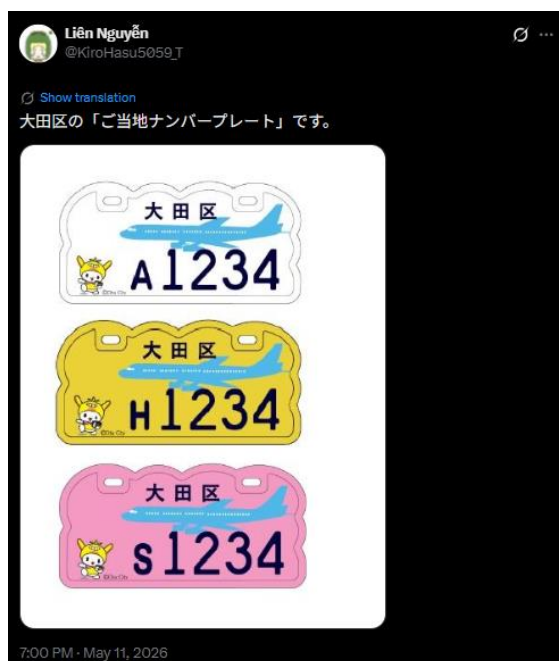 Liên Nguyễn
@KiroHasu5059_T
Show translation
大田区の「ご当地ナンバープレート」です。
大田区
A1234
大田区
H1234
大田区
S1234
7:00 PM · May 11, 2026